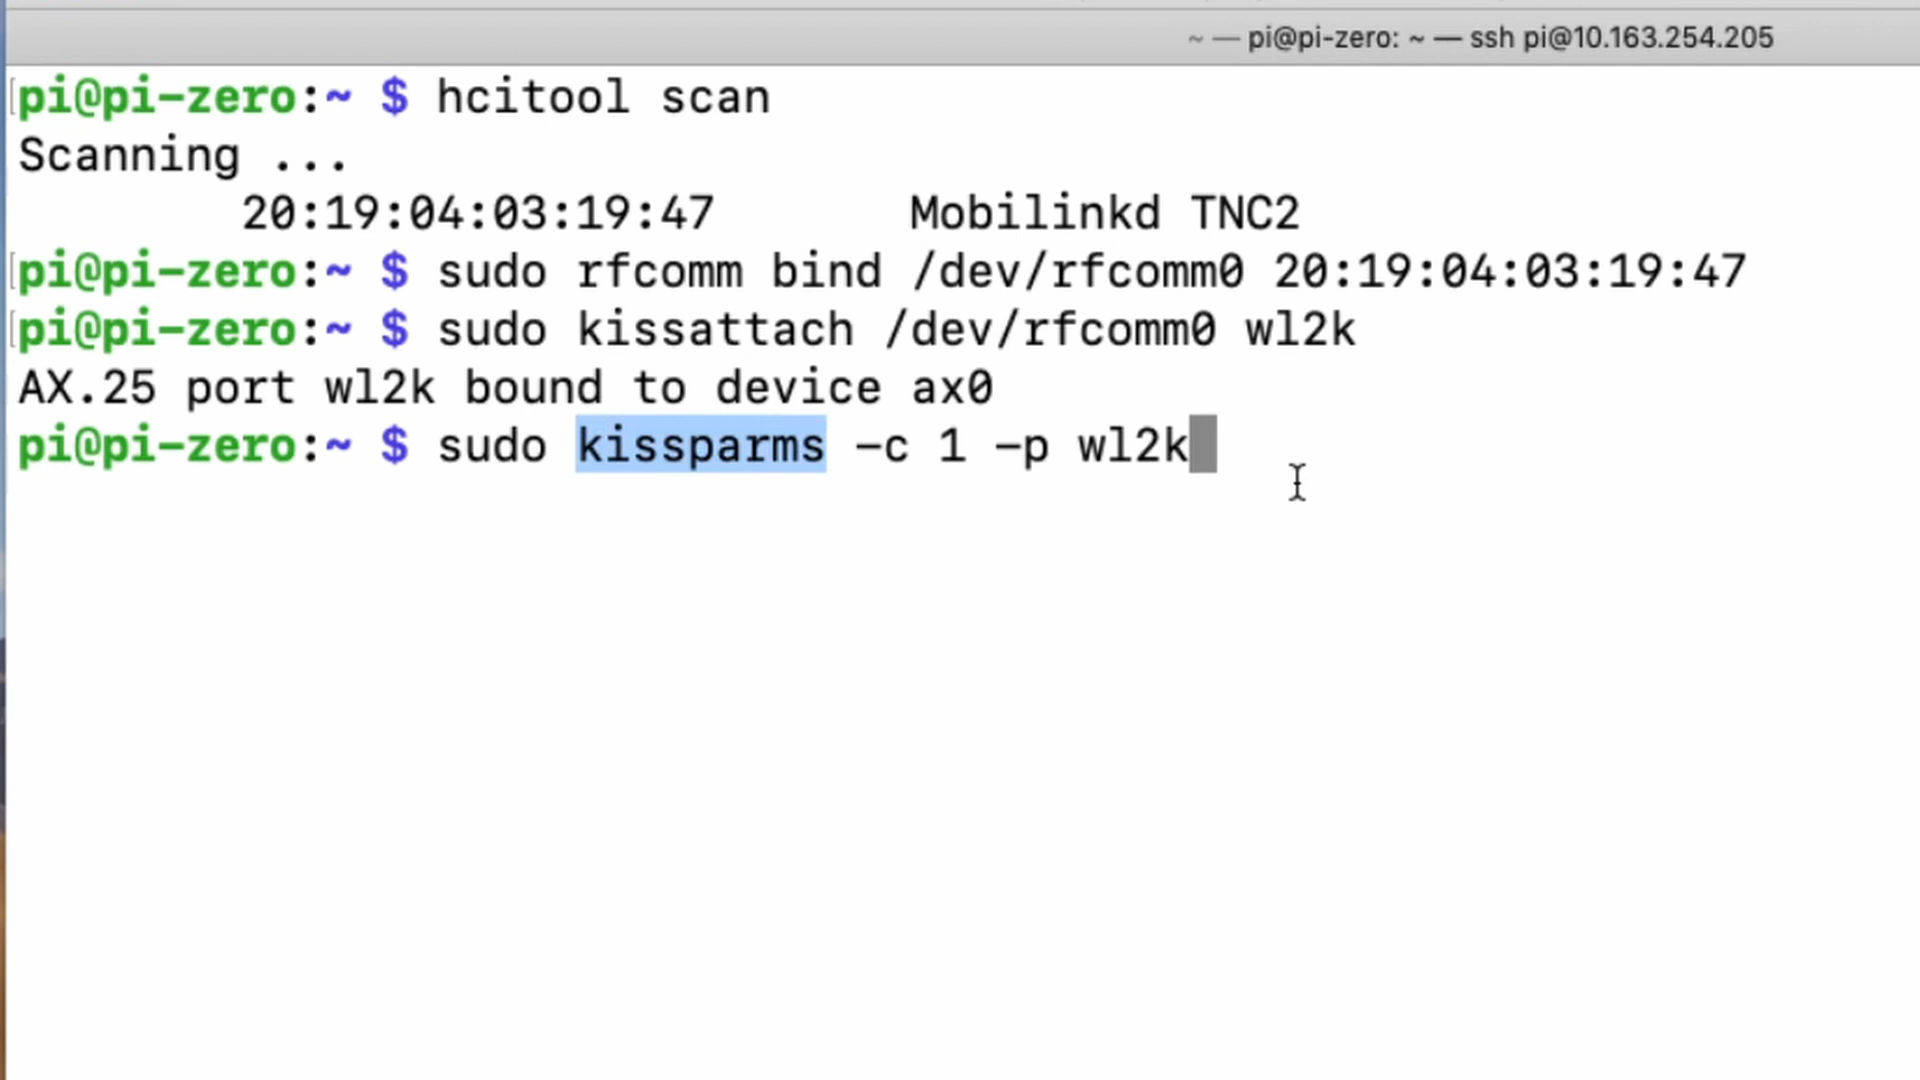 ~ — pi@pi-zero: ~ — ssh pi@10.163.254.205
pi@pi-zero:~ $ hcitool scan
Scanning ...
20:19:04:03:19:47 Mobilinkd TNC2
pi@pi-zero:~ $ sudo rfcomm bind /dev/rfcomm0 20:19:04:03:19:47
pi@pi-zero:~ $ sudo kissattach /dev/rfcomm0 wl2k
AX.25 port wl2k bound to device ax0
pi@pi-zero:~ $ sudo kissparms -c 1 -p wl2k